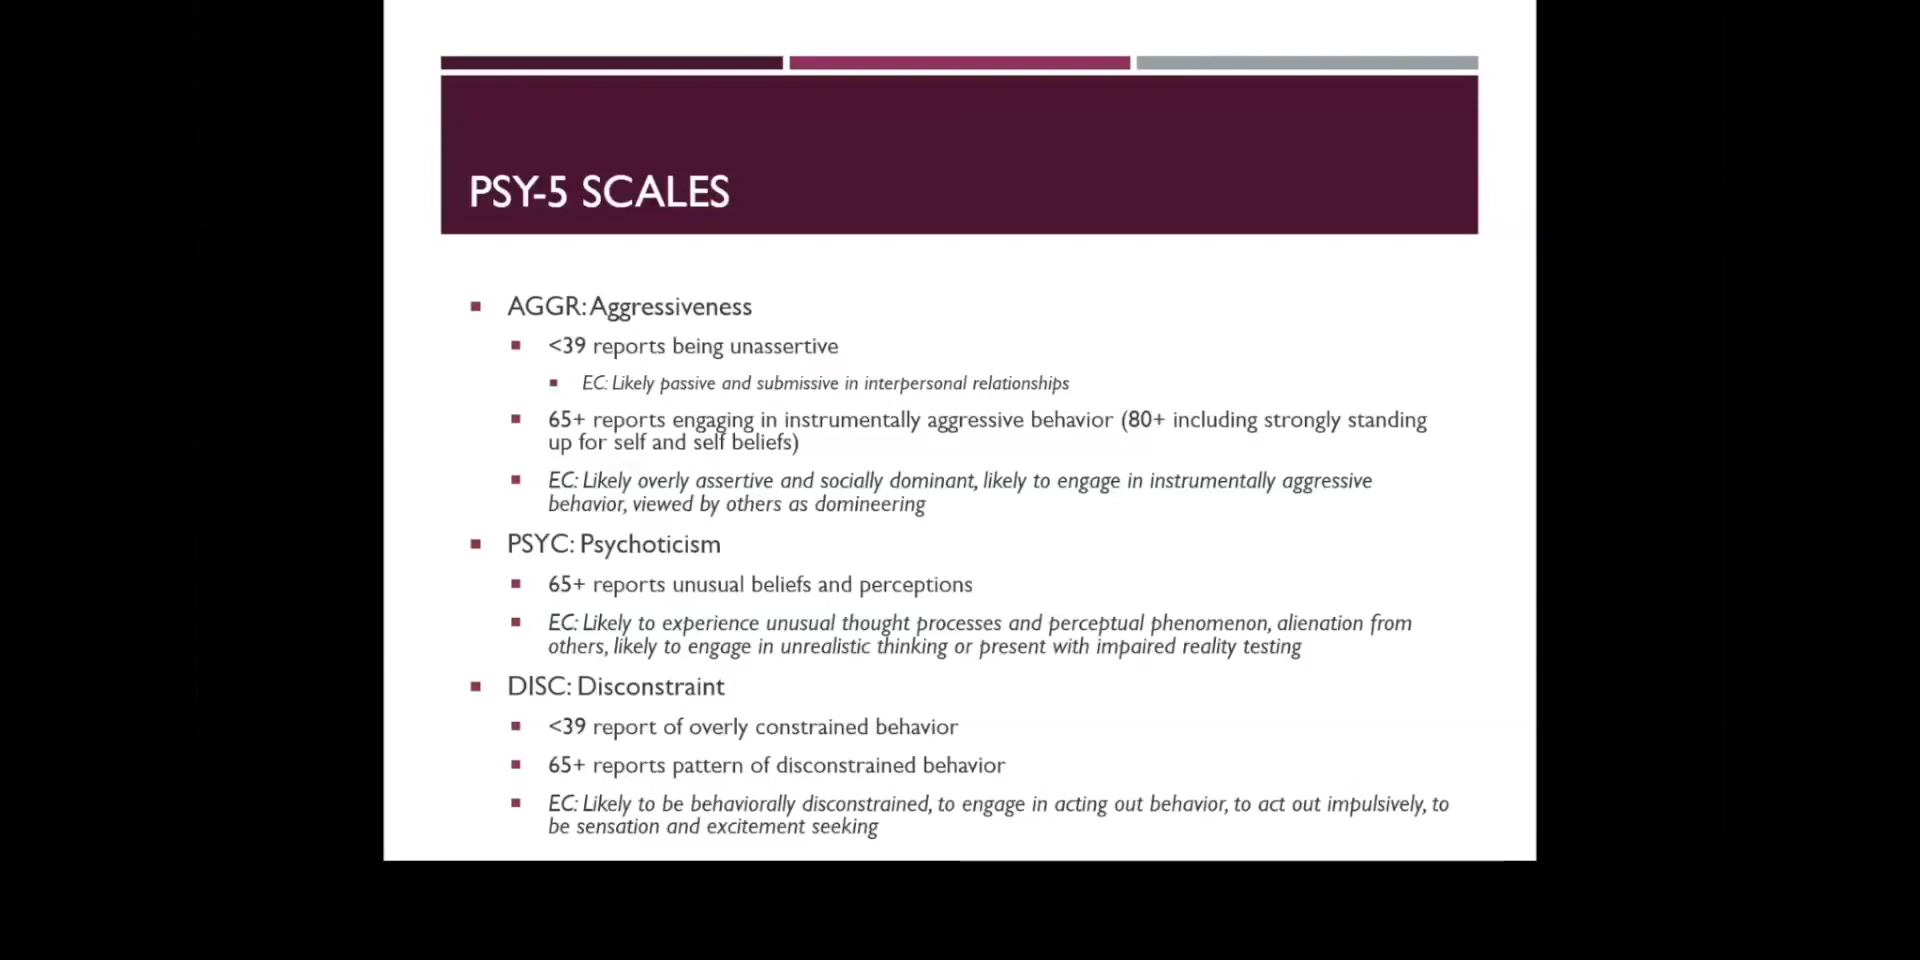 PSY-5 SCALES
AGGR: Aggressiveness
<39 reports being unassertive
EC: Likely passive and submissive in interpersonal relationships
65+ reports engaging in instrumentally aggressive behavior (80+ including strongly standing
up for self and self beliefs)
EC: Likely overly assertive and socially dominant, likely to engage in instrumentally aggressive
behavior, viewed by others as domineering
PSYC: Psychoticism
65+ reports unusual beliefs and perceptions
EC: Likely to experience unusual thought processes and perceptual phenomenon, alienation from
others, likely to engage in unrealistic thinking or present with impaired reality testing
DISC: Disconstraint
<39 report of overly constrained behavior
65+ reports pattern of disconstrained behavior
EC: Likely to be behaviorally disconstrained, to engage in acting out behavior, to act out impulsively, to
be sensation and excitement seeking